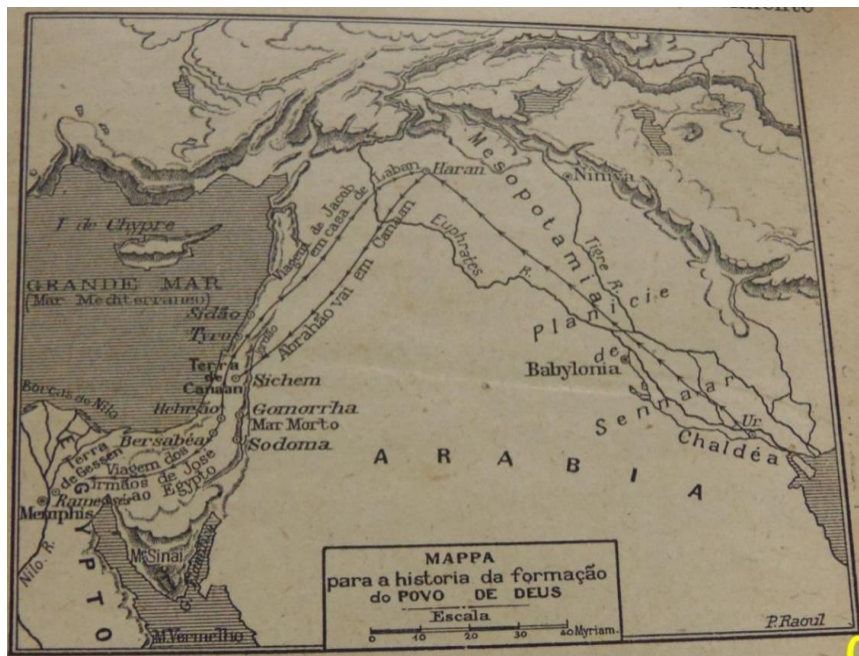 Haran
Mesopotamia
Niniva
I. de Chypre
Viagem de Jacob
em casa de Laban
Euphrates R.
Tigre R.
GRANDE MAR
(Mar Mediterraneo)
Abrahão vai em Canaan
Sidão
Tyro
Planicie
de
Sennaar
Babylonia
Terra
de
Canaan
Sichem
Boccas do Nilo
Hebrão
Gomorrha
Mar Morto
Ur
Chaldéa
Bersabéa
Sodoma
Terra
de Gessen
Viagem dos
irmãos de José
ao Egypto
ARABIA
Memphis
EGYPTO
Mt Sinai
Nilo. R.
M. Vermelho
MAPPA
para a historia da formação
do POVO DE DEUS
Escala
0 10 20 30 40 Myriam.
P. Raoul